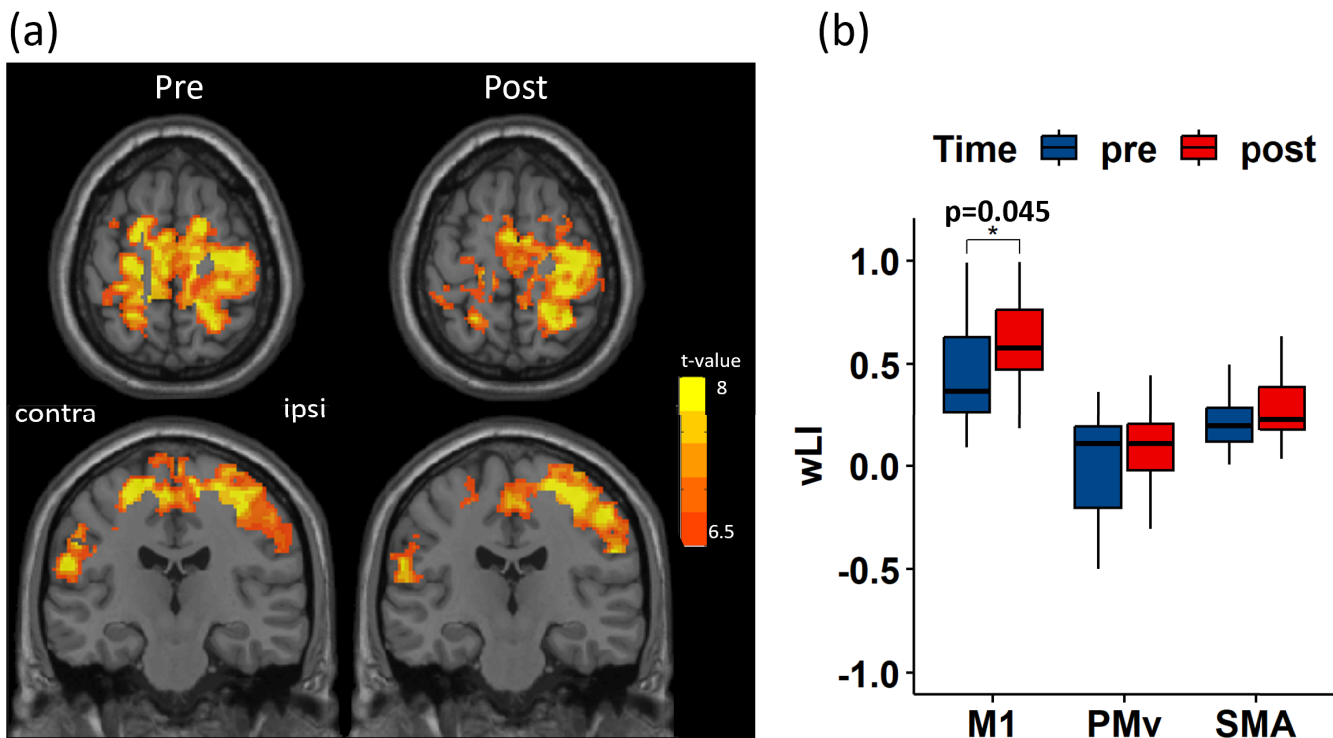 (a)
Pre
Post
t-value
8
6.5
contra
ipsi
(b)
Time pre post
p=0.045
*
1.0
0.5
0.0
-0.5
-1.0
wLI
M1
PMv
SMA